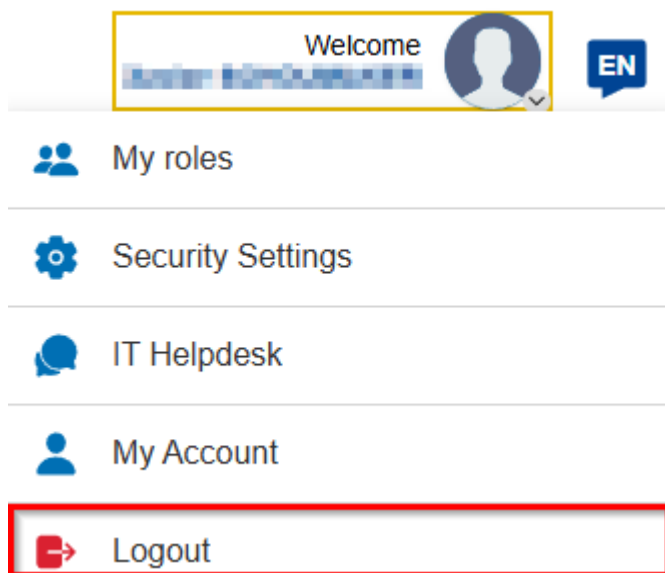 Welcome
EN
My roles
Security Settings
IT Helpdesk
My Account
Logout